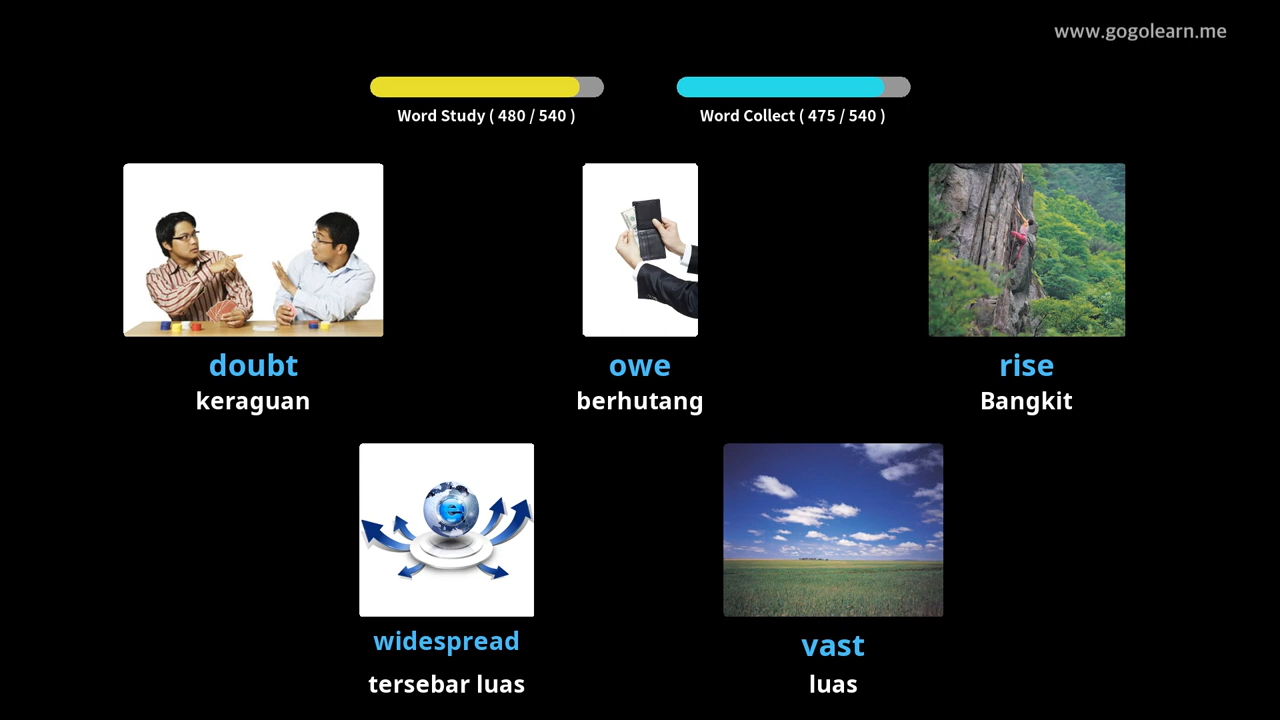 www.gogolearn.me
Word Study ( 480 / 540 )
Word Collect ( 475 / 540 )
doubt
keraguan
owe
berhutang
rise
Bangkit
e
widespread
tersebar luas
vast
luas